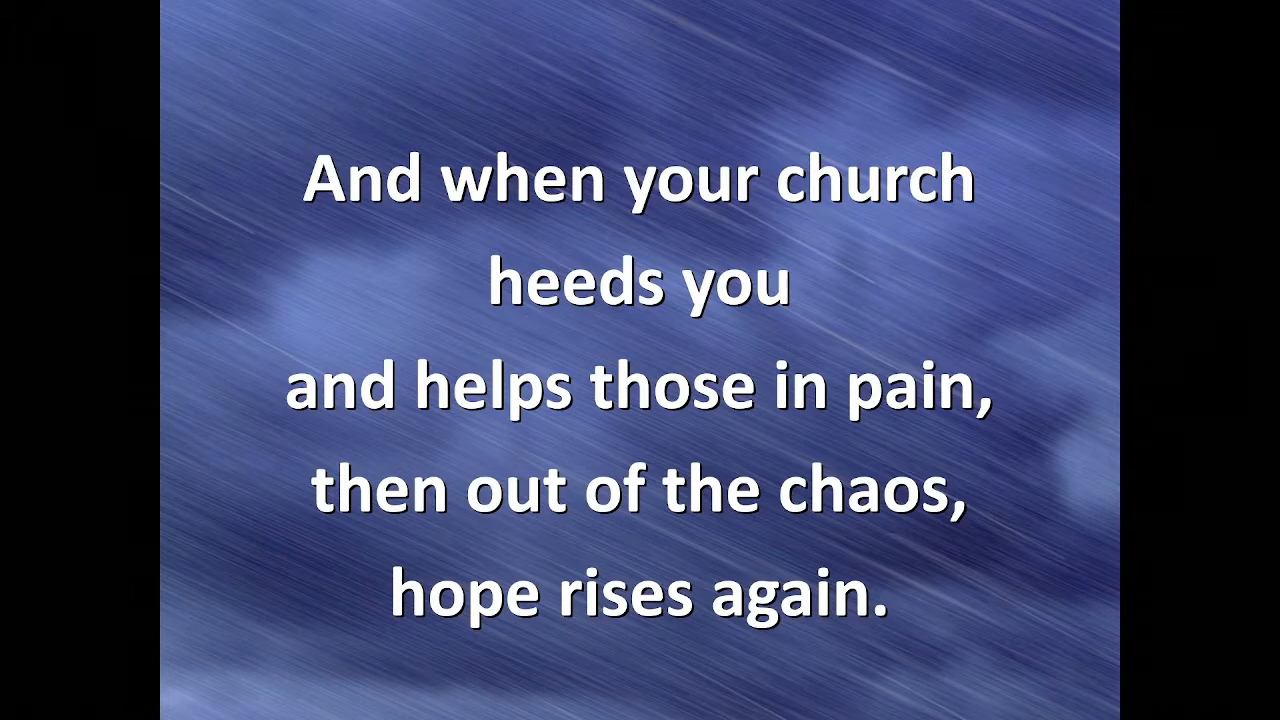 And when your church
heeds you
and helps those in pain,
then out of the chaos,
hope rises again.